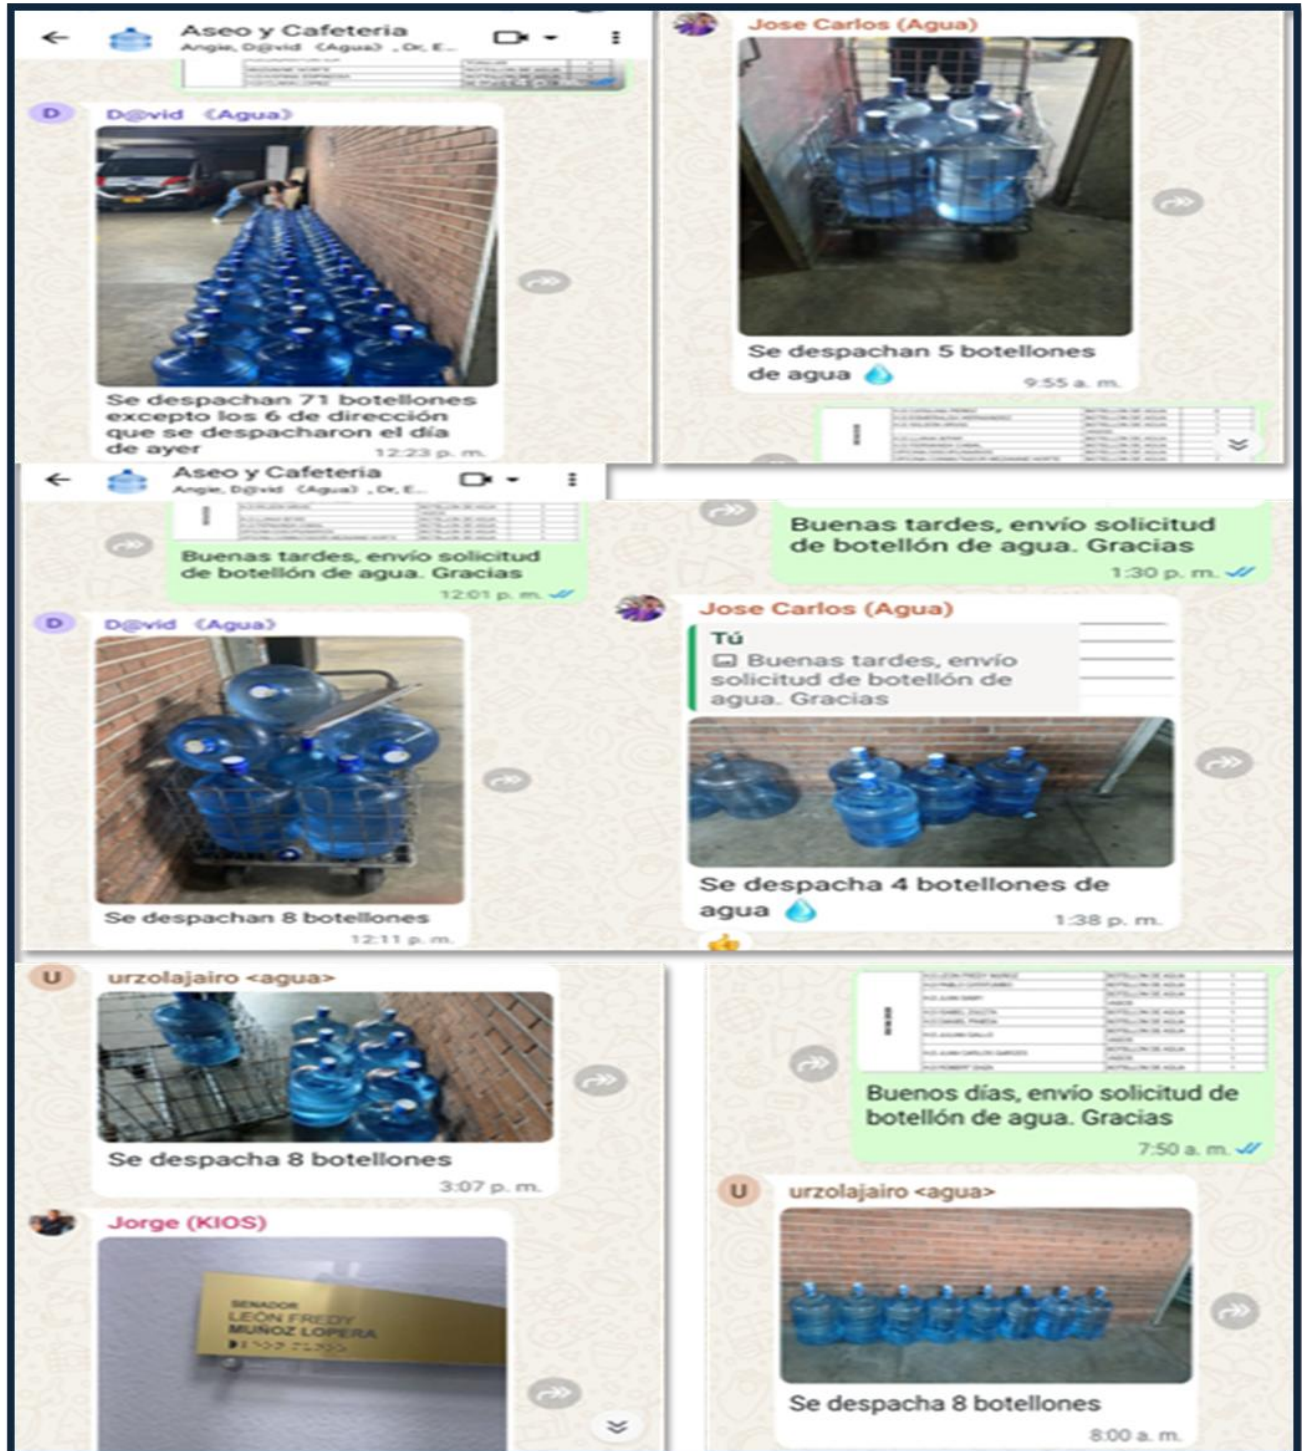 Aseo y Cafeteria
Angie, D@vid 《Agua》, Dr, E...
D
D@vid 《Agua》
Se despachan 71 botellones
excepto los 6 de dirección
que se despacharon el día
de ayer
12:23 p. m.
Jose Carlos (Agua)
Se despachan 5 botellones
de agua 💧
9:55 a. m.
Aseo y Cafeteria
Angie, D@vid 《Agua》, Dr, E...
Buenas tardes, envío solicitud
de botellón de agua. Gracias
12:01 p. m.
D
D@vid 《Agua》
Se despachan 8 botellones
12:11 p. m.
Buenas tardes, envío solicitud
de botellón de agua. Gracias
1:30 p. m.
Jose Carlos (Agua)
Tú
Buenas tardes, envío
solicitud de botellón de
agua. Gracias
Se despacha 4 botellones de
agua 💧
1:38 p. m.
U
urzolajairo <agua>
Se despacha 8 botellones
3:07 p. m.
Jorge (KIOS)
SENADOR
LEÓN FREDY
MUÑOZ LOPERA
Buenos días, envío solicitud de
botellón de agua. Gracias
7:50 a. m.
U
urzolajairo <agua>
Se despacha 8 botellones
8:00 a. m.